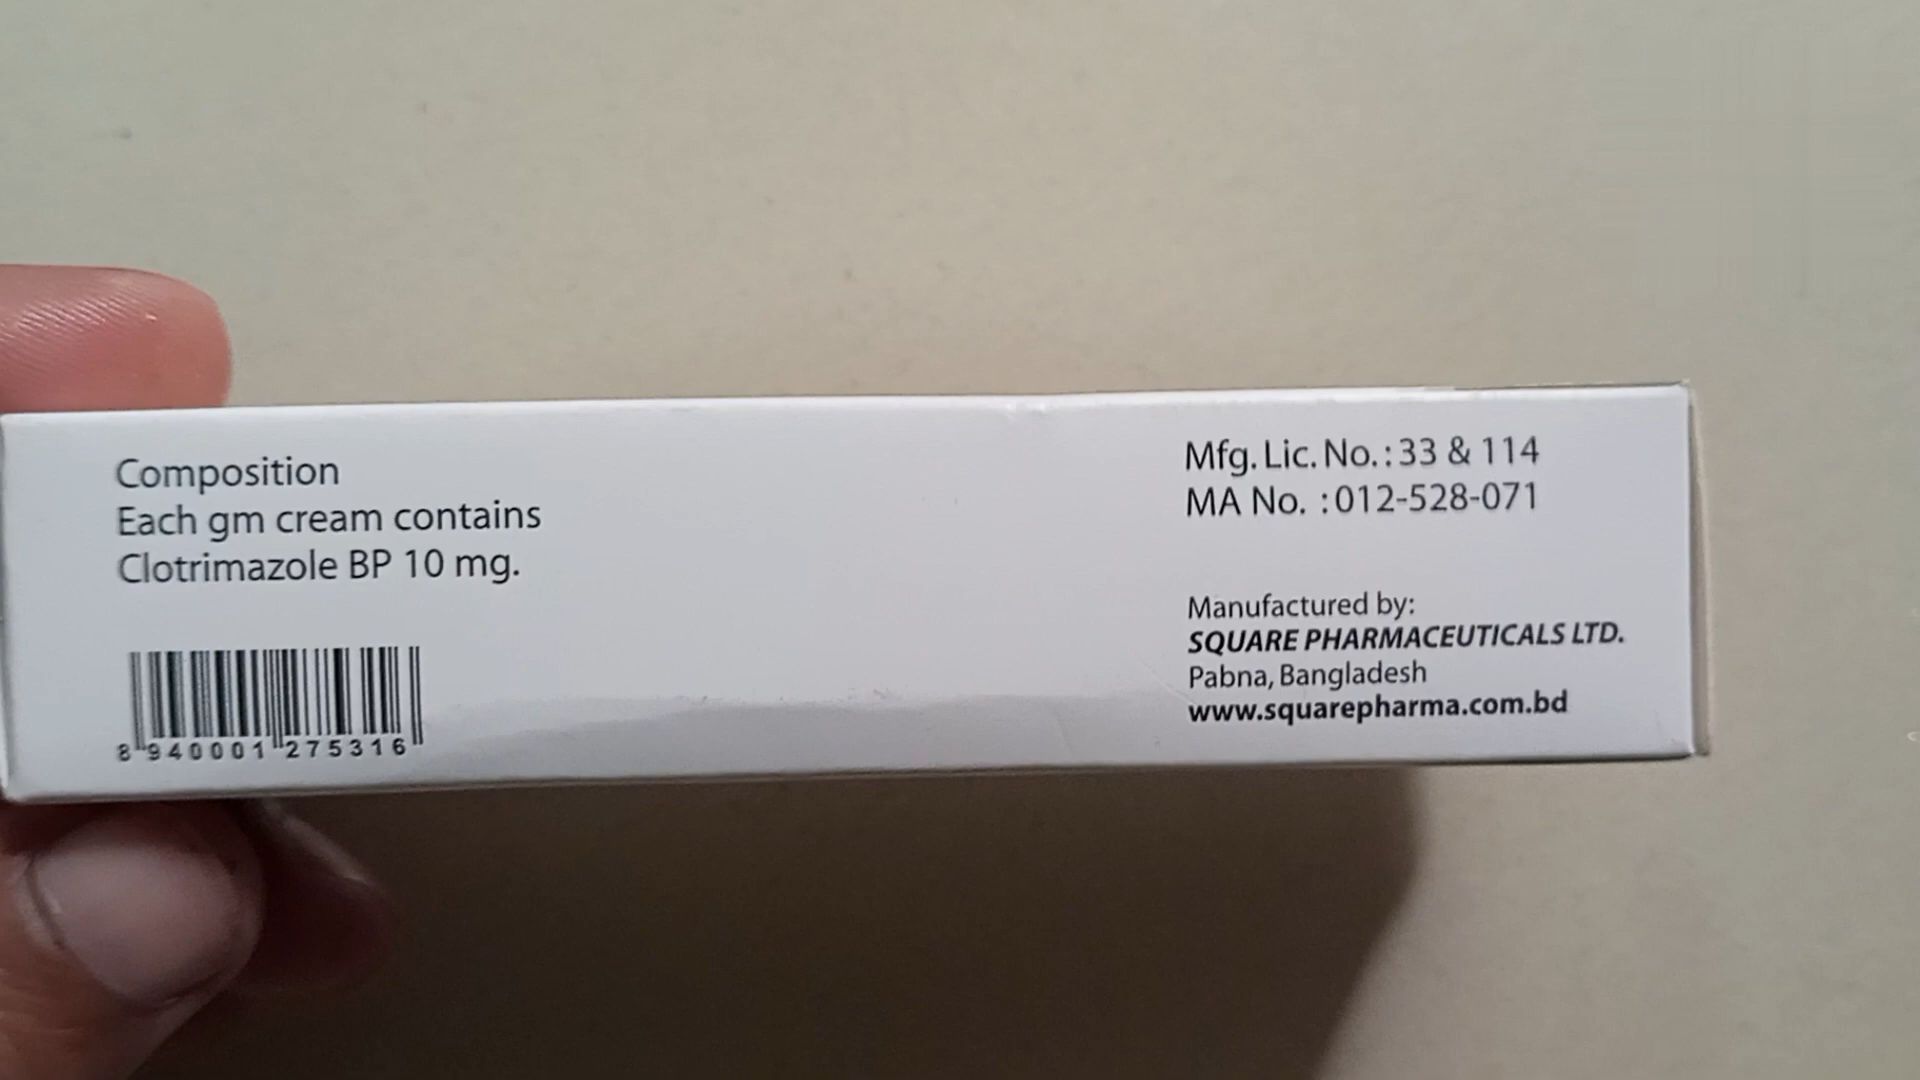 Composition
Each gm cream contains
Clotrimazole BP 10 mg.
8 940001 275316
Mfg. Lic. No. : 33 & 114
MA No. : 012-528-071
Manufactured by:
SQUARE PHARMACEUTICALS LTD.
Pabna, Bangladesh
www.squarepharma.com.bd